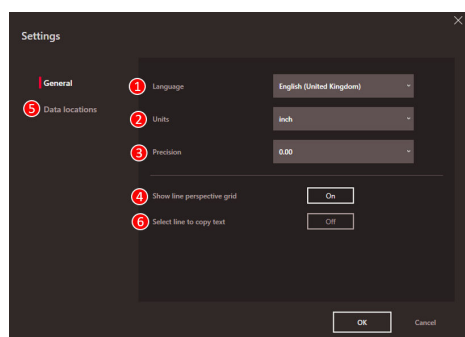 Settings
General
5 Data locations
1 Language English (United Kingdom)
2 Units inch
3 Precision 0.00
4 Show line perspective grid On
6 Select line to copy text Off
OK Cancel